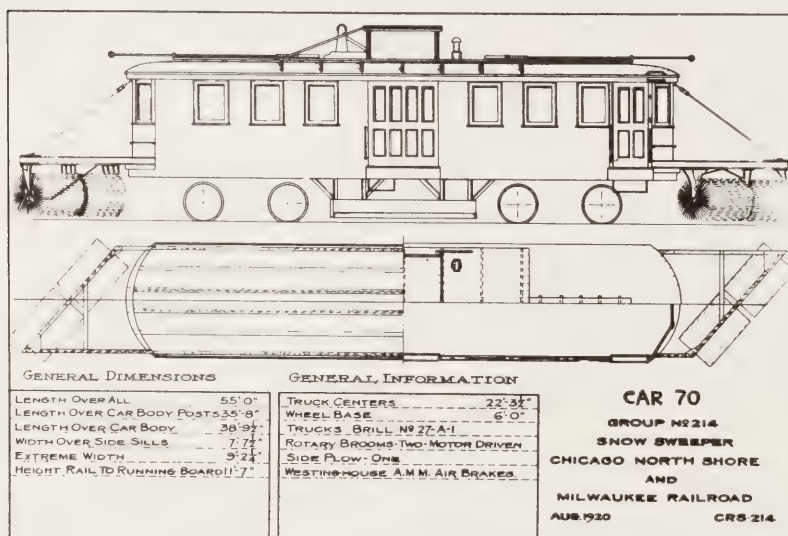 GENERAL DIMENSIONS
LENGTH OVER ALL 55'0"
LENGTH OVER CAR BODY POSTS 35'-8"
LENGTH OVER CAR BODY 38'-9½"
WIDTH OVER SIDE SILLS 7'-7½"
EXTREME WIDTH 9'-2¼"
HEIGHT, RAIL TO RUNNING BOARD 11'-7"
GENERAL INFORMATION
TRUCK CENTERS 22'-3½"
WHEEL BASE 6'-0"
TRUCKS BRILL Nº 27-A-1
ROTARY BROOMS-TWO-MOTOR DRIVEN
SIDE PLOW-ONE
WESTINGHOUSE A.M.M. AIR BRAKES.
CAR 70
GROUP Nº 214
SNOW SWEEPER
CHICAGO NORTH SHORE
AND
MILWAUKEE RAILROAD
AUG. 1920 CRS-214